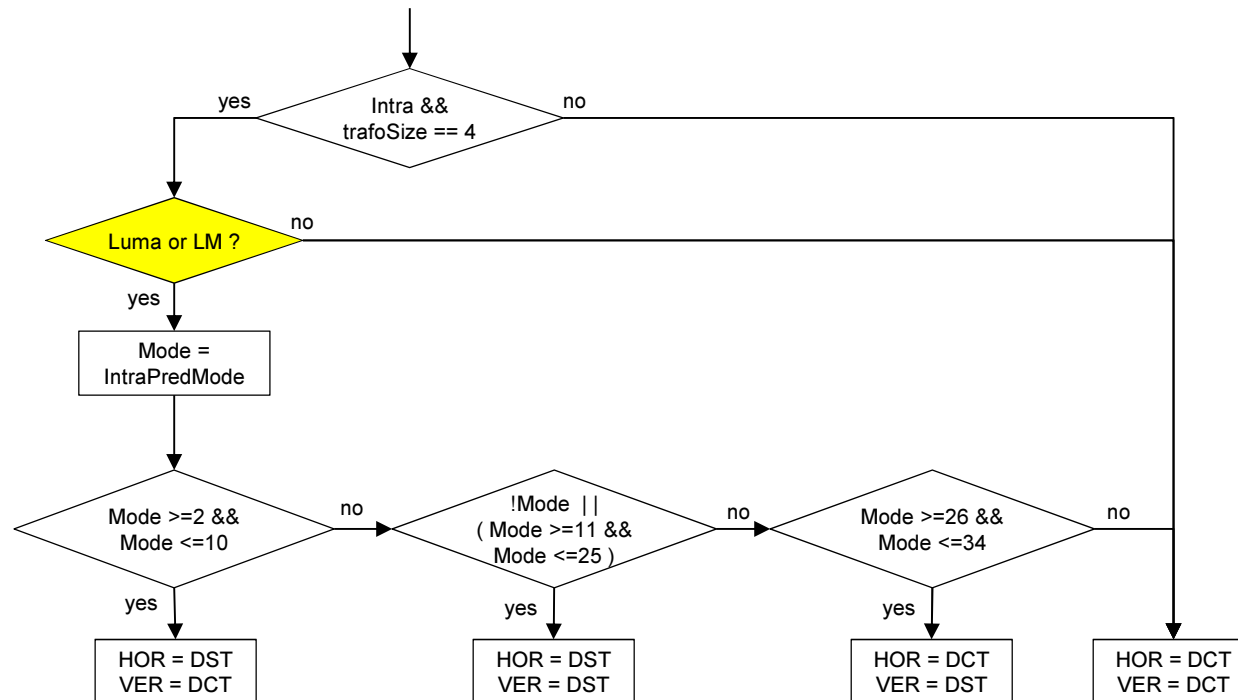 Intra &&
trafoSize == 4
yes
no
Luma or LM ?
no
yes
Mode =
IntraPredMode
Mode >=2 &&
Mode <=10
no
!Mode ||
( Mode >=11 &&
Mode <=25 )
no
Mode >=26 &&
Mode <=34
no
yes
yes
yes
HOR = DST
VER = DCT
HOR = DST
VER = DST
HOR = DCT
VER = DST
HOR = DCT
VER = DCT